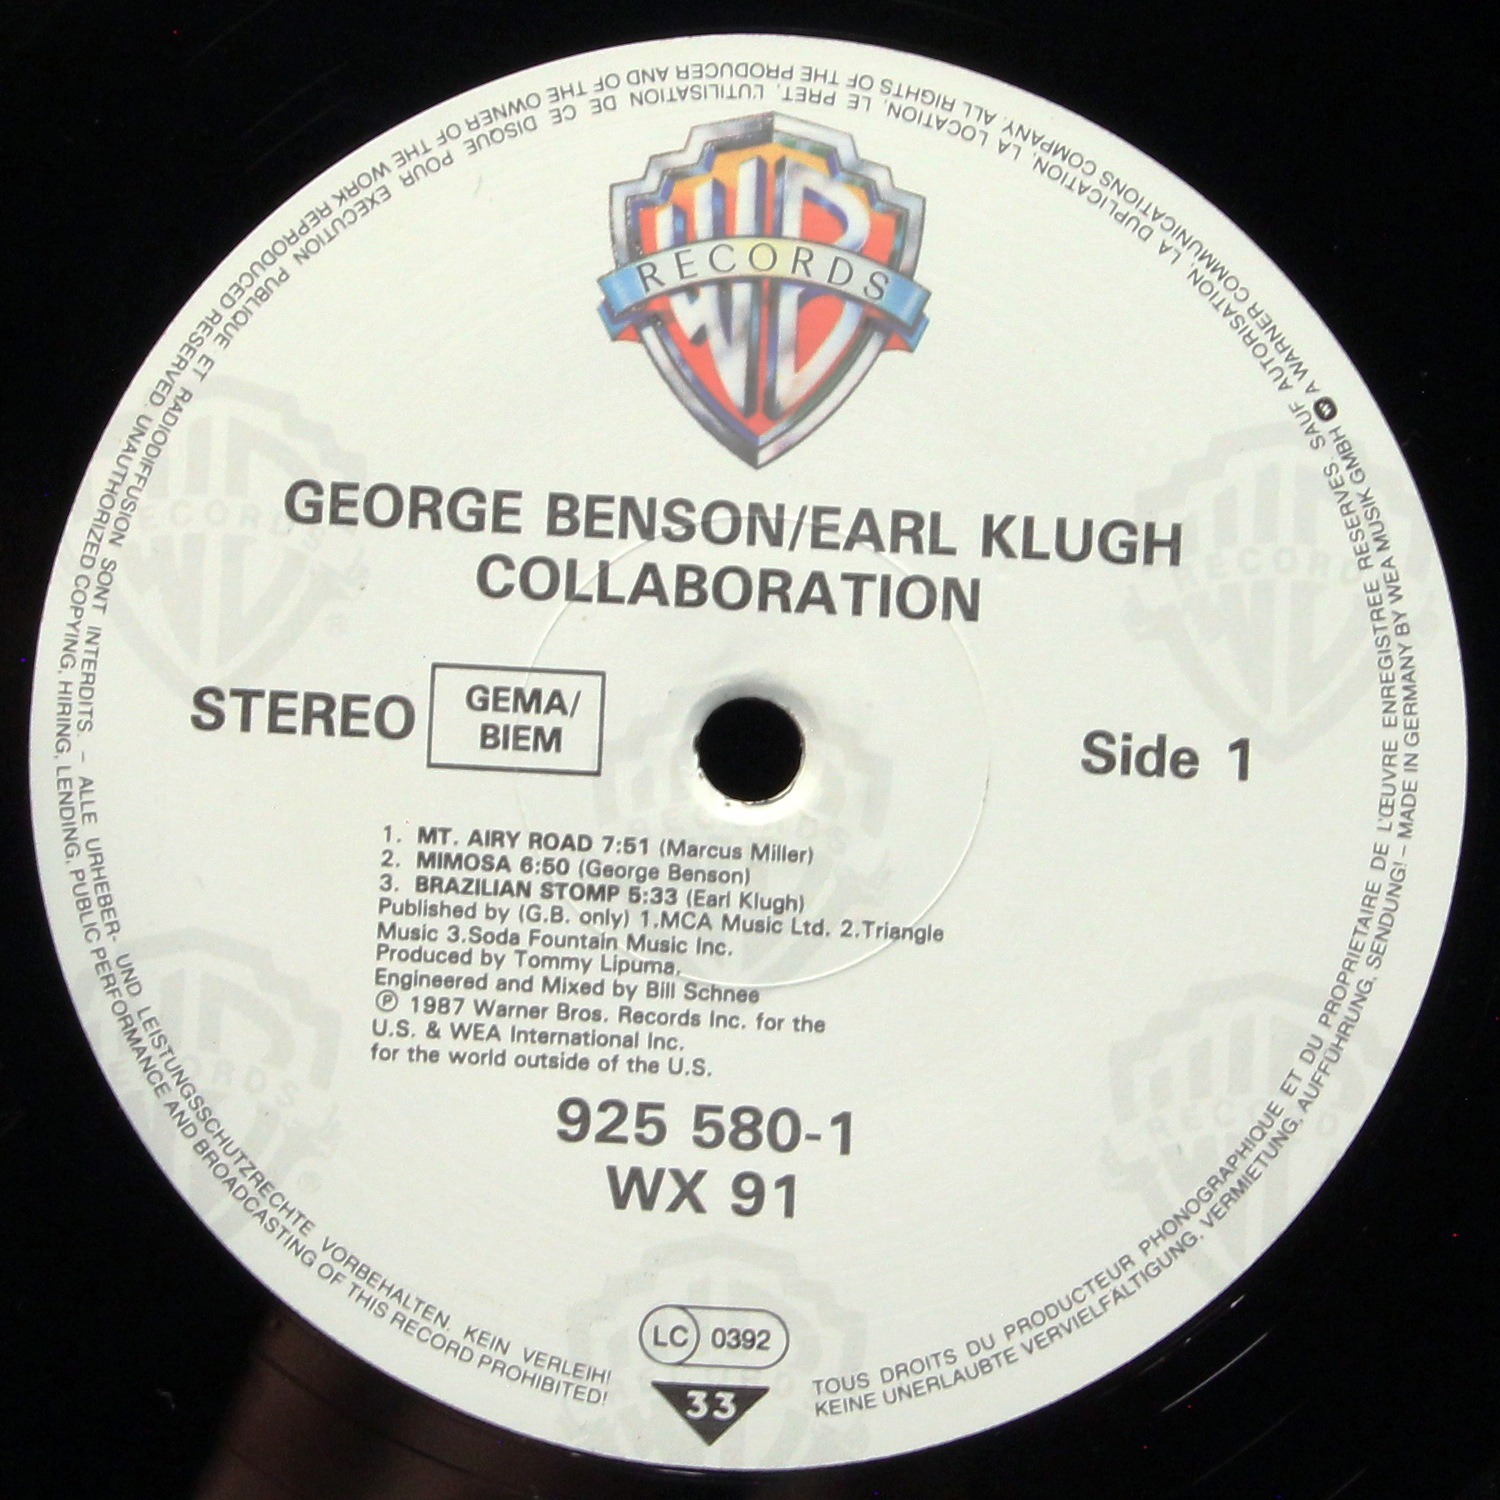 WB
RECORDS
GEORGE BENSON/EARL KLUGH
COLLABORATION
STEREO
GEMA/
BIEM
Side 1
1. MT. AIRY ROAD 7:51 (Marcus Miller)
2. MIMOSA 6:50 (George Benson)
3. BRAZILIAN STOMP 5:33 (Earl Klugh)
Published by (G.B. only) 1.MCA Music Ltd. 2.Triangle
Music 3.Soda Fountain Music Inc.
Produced by Tommy Lipuma.
Engineered and Mixed by Bill Schnee
℗ 1987 Warner Bros. Records Inc. for the
U.S. & WEA International Inc.
for the world outside of the U.S.
925 580-1
WX 91
LC 0392
33
TOUS DROITS DU PRODUCTEUR PHONOGRAPHIQUE ET DU PROPRIETAIRE DE L'ŒUVRE ENREGISTREE RESERVES. SAUF AUTORISATION, LA DUPLICATION, LA LOCATION, LE PRET, L'UTILISATION DE CE DISQUE POUR EXECUTION PUBLIQUE ET RADIODIFFUSION SONT INTERDITS. – ALLE URHEBER- UND LEISTUNGSSCHUTZRECHTE VORBEHALTEN. KEIN VERLEIH!
KEINE UNERLAUBTE VERVIELFÄLTIGUNG, VERMIETUNG, AUFFÜHRUNG, SENDUNG! – MADE IN GERMANY BY WEA MUSIK GMBH A WARNER COMMUNICATIONS COMPANY. ALL RIGHTS OF THE PRODUCER AND OF THE OWNER OF THE WORK REPRODUCED RESERVED. UNAUTHORIZED COPYING, HIRING, LENDING, PUBLIC PERFORMANCE AND BROADCASTING OF THIS RECORD PROHIBITED!